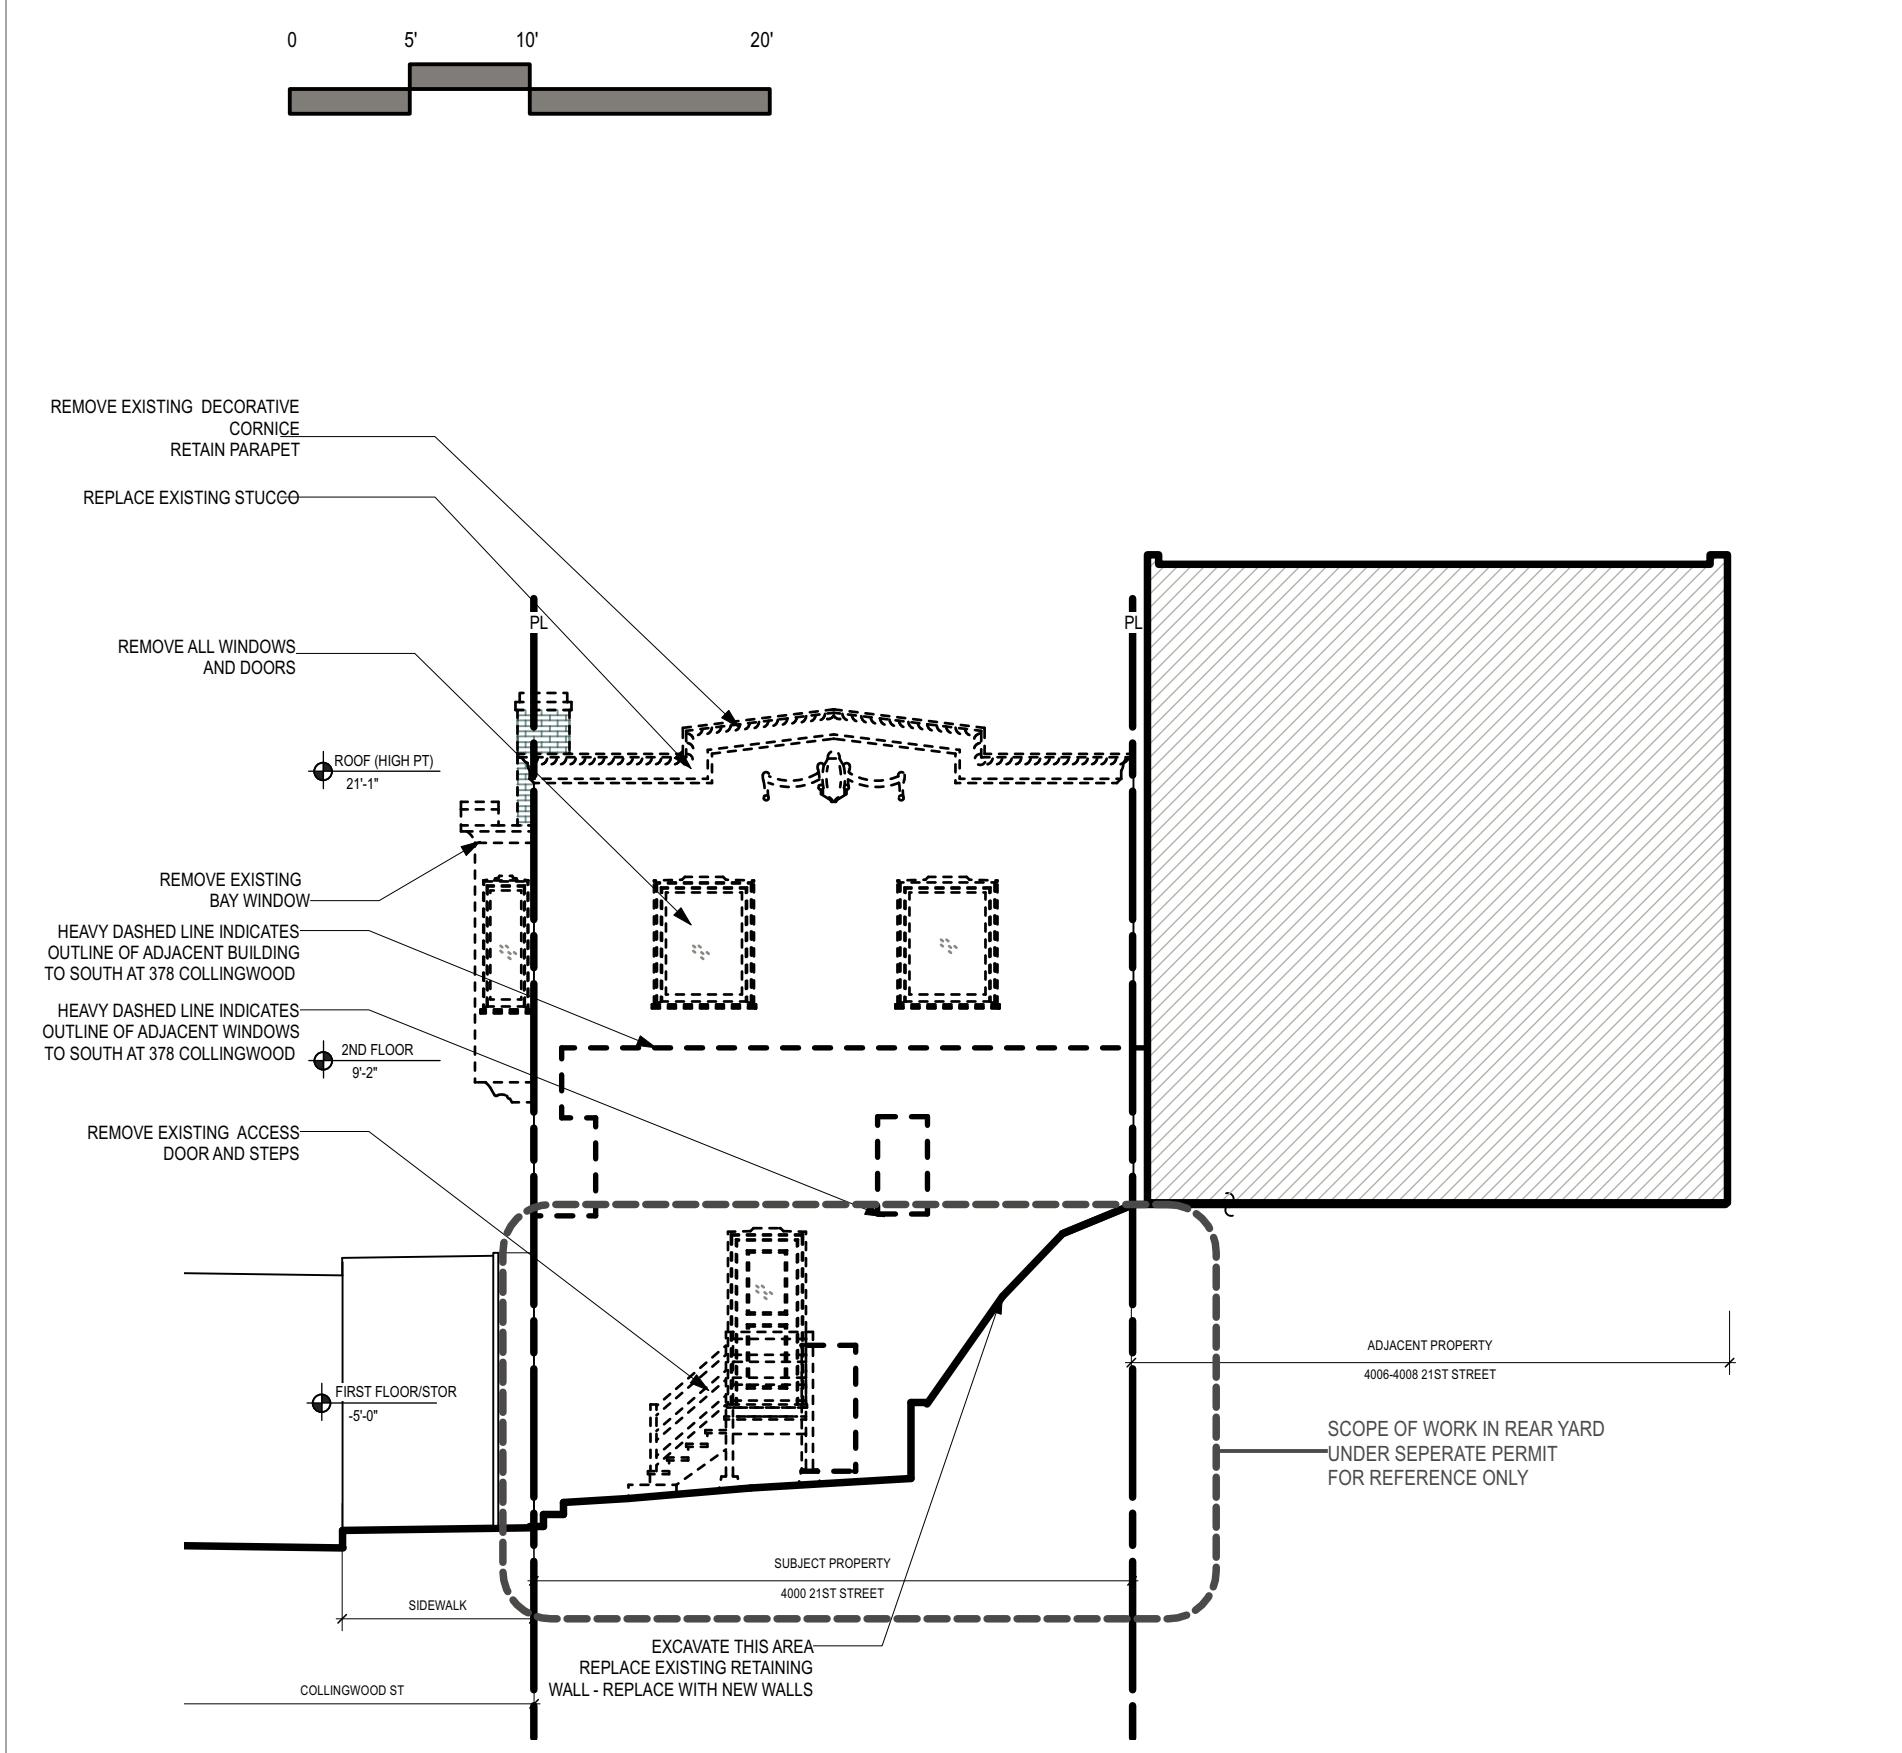 0 5' 10' 20'
REMOVE EXISTING DECORATIVE
CORNICE
RETAIN PARAPET
REPLACE EXISTING STUCCO
PL
PL
REMOVE ALL WINDOWS
AND DOORS
ROOF (HIGH PT)
21'-1"
REMOVE EXISTING
BAY WINDOW
HEAVY DASHED LINE INDICATES
OUTLINE OF ADJACENT BUILDING
TO SOUTH AT 378 COLLINGWOOD
HEAVY DASHED LINE INDICATES
OUTLINE OF ADJACENT WINDOWS
TO SOUTH AT 378 COLLINGWOOD
2ND FLOOR
9'-2"
REMOVE EXISTING ACCESS
DOOR AND STEPS
FIRST FLOOR/STOR
-5'-0"
ADJACENT PROPERTY
4006-4008 21ST STREET
SCOPE OF WORK IN REAR YARD
UNDER SEPERATE PERMIT
FOR REFERENCE ONLY
SUBJECT PROPERTY
4000 21ST STREET
SIDEWALK
EXCAVATE THIS AREA
REPLACE EXISTING RETAINING
WALL - REPLACE WITH NEW WALLS
COLLINGWOOD ST